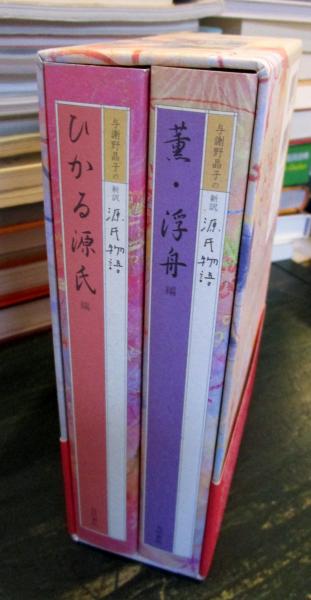 与謝野晶子の
新訳 源氏物語
ひかる源氏 編
与謝野晶子の
新訳 源氏物語
薫・浮舟 編